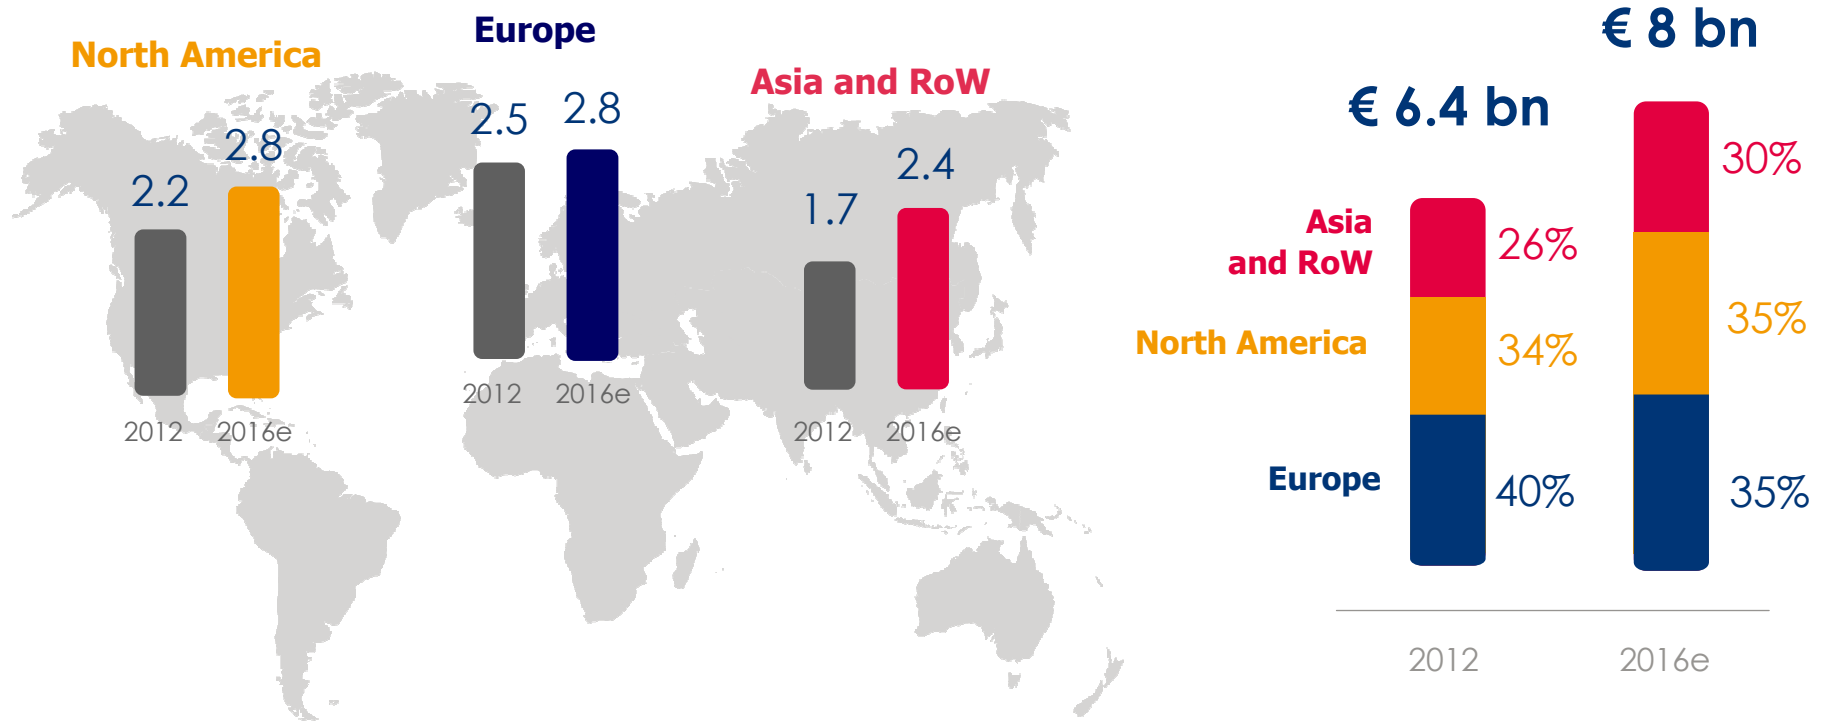 North America
2.2
2.8
2012
2016e
Europe
2.5
2.8
2012
2016e
Asia and RoW
1.7
2.4
2012
2016e
€ 6.4 bn
€ 8 bn
Asia
and RoW
26%
30%
North America
34%
35%
Europe
40%
35%
2012
2016e